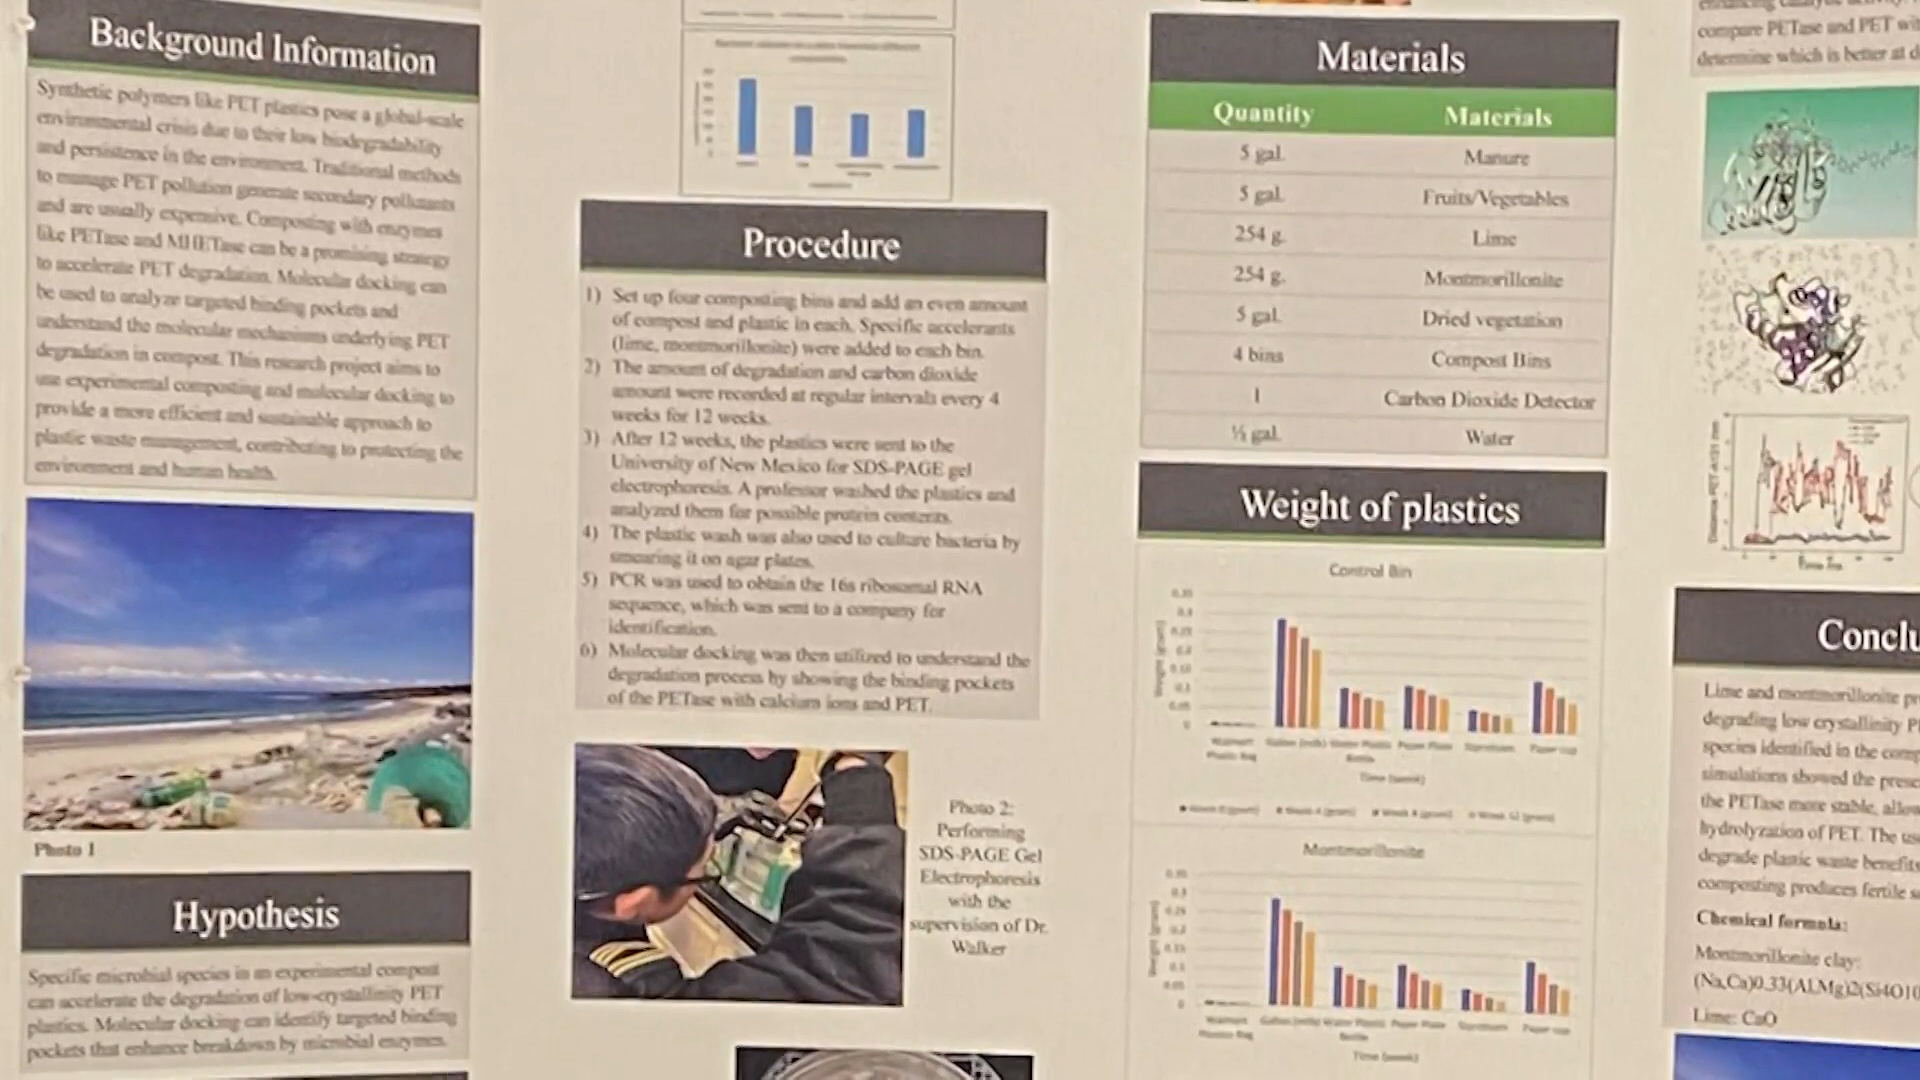 Background Information
Synthetic polymers like PET plastics pose a global-scale
environmental crisis due to their low biodegradability
and persistence in the environment. Traditional methods
to manage PET pollution generate secondary pollutants
and are usually expensive. Composting with enzymes
like PETase and MHETase can be a promising strategy
to accelerate PET degradation. Molecular docking can
be used to analyze targeted binding pockets and
understand the molecular mechanisms underlying PET
degradation in compost. This research project aims to
use experimental composting and molecular docking to
provide a more efficient and sustainable approach to
plastic waste management, contributing to protecting the
environment and human health.
Photo 1
Hypothesis
Specific microbial species in an experimental compost
can accelerate the degradation of low-crystallinity PET
plastics. Molecular docking can identify targeted binding
pockets that enhance breakdown by microbial enzymes.
Procedure
1) Set up four composting bins and add an even amount
of compost and plastic in each. Specific accelerants
(lime, montmorillonite) were added to each bin.
2) The amount of degradation and carbon dioxide
amount were recorded at regular intervals every 4
weeks for 12 weeks.
3) After 12 weeks, the plastics were sent to the
University of New Mexico for SDS-PAGE gel
electrophoresis. A professor washed the plastics and
analyzed them for possible protein contents.
4) The plastic wash was also used to culture bacteria by
smearing it on agar plates.
5) PCR was used to obtain the 16s ribosomal RNA
sequence, which was sent to a company for
identification.
6) Molecular docking was then utilized to understand the
degradation process by showing the binding pockets
of the PETase with calcium ions and PET.
Photo 2:
Performing
SDS-PAGE Gel
Electrophoresis
with the
supervision of Dr.
Walker
Materials
Quantity Materials
5 gal. Manure
5 gal. Fruits/Vegetables
254 g. Lime
254 g. Montmorillonite
5 gal. Dried vegetation
4 bins Compost Bins
1 Carbon Dioxide Detector
½ gal. Water
Weight of plastics
Control Bin
Weight (gram)
Time (week)
Montmorillonite
Weight (gram)
Time (week)
compare PETase and PET wit
determine which is better at d
Conclu
Lime and montmorillonite pr
degrading low crystallinity P
species identified in the comp
simulations showed the prese
the PETase more stable, allow
hydrolyzation of PET. The us
degrade plastic waste benefits
composting produces fertile s
Chemical formula:
Montmorillonite clay:
(Na,Ca)0.33(Al,Mg)2(Si4O10
Lime: CaO